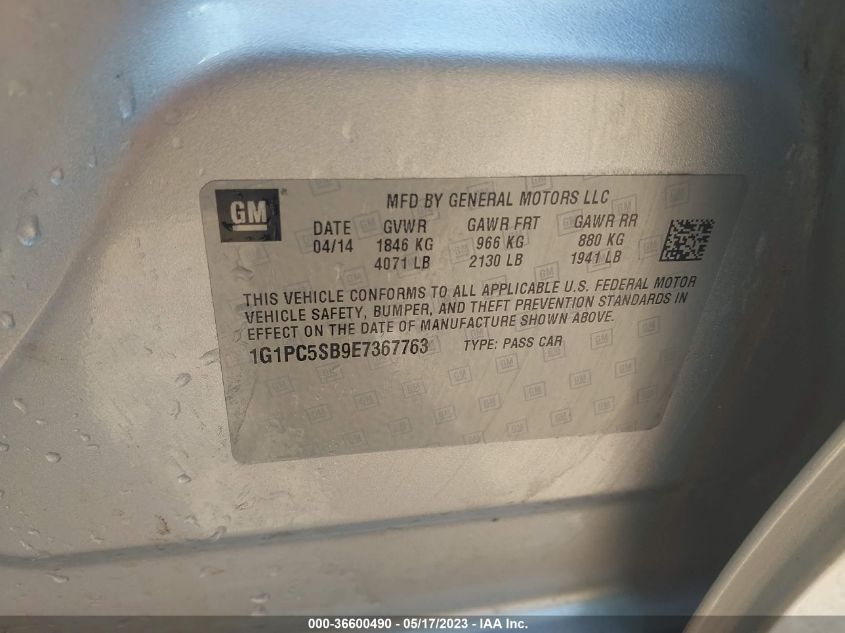 GM ®
MFD BY GENERAL MOTORS LLC
DATE GVWR GAWR FRT GAWR RR
04/14 1846 KG 966 KG 880 KG
4071 LB 2130 LB 1941 LB
THIS VEHICLE CONFORMS TO ALL APPLICABLE U.S. FEDERAL MOTOR
VEHICLE SAFETY, BUMPER, AND THEFT PREVENTION STANDARDS IN
EFFECT ON THE DATE OF MANUFACTURE SHOWN ABOVE.
1G1PC5SB9E7367763 TYPE: PASS CAR
000-36600490 - 05/17/2023 - IAA Inc.